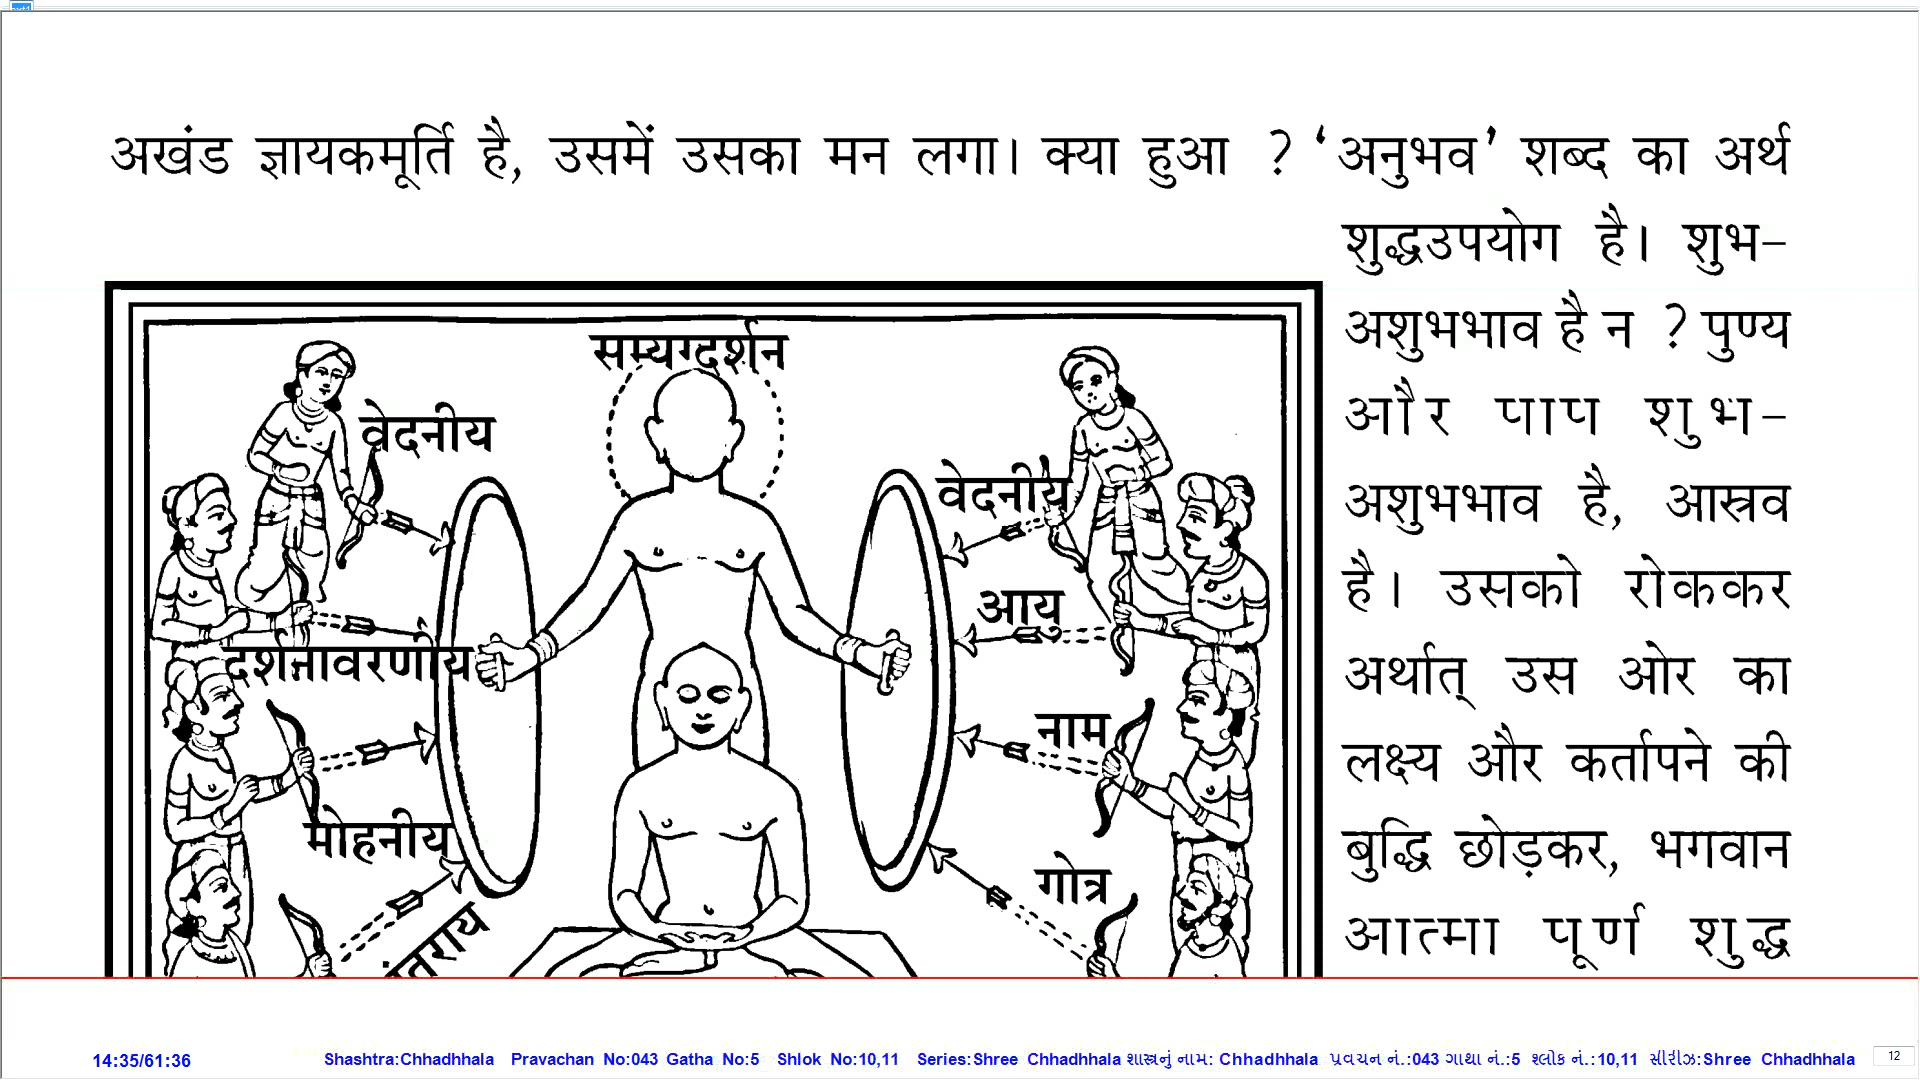 अखंड ज्ञायकमूर्ति है, उसमें उसका मन लगा। क्या हुआ ? ‘अनुभव’ शब्द का अर्थ
शुद्धउपयोग है। शुभ-
अशुभभाव है न ? पुण्य
और पाप शुभ-
अशुभभाव है, आस्रव
है। उसको रोककर
अर्थात् उस ओर का
लक्ष्य और कर्तापने की
बुद्धि छोड़कर, भगवान
आत्मा पूर्ण शुद्ध
सम्यग्दर्शन
वेदनीय
वेदनीय
आयु
दर्शनावरणीय
नाम
मोहनीय
गोत्र
14:35/61:36
Shashtra:Chhadhhala Pravachan No:043 Gatha No:5 Shlok No:10,11 Series:Shree Chhadhhala શાસ્ત્રનું નામ: Chhadhhala પ્રવચન નં.:043 ગાથા નં.:5 શ્લોક નં.:10,11 સીરીઝ:Shree Chhadhhala
12